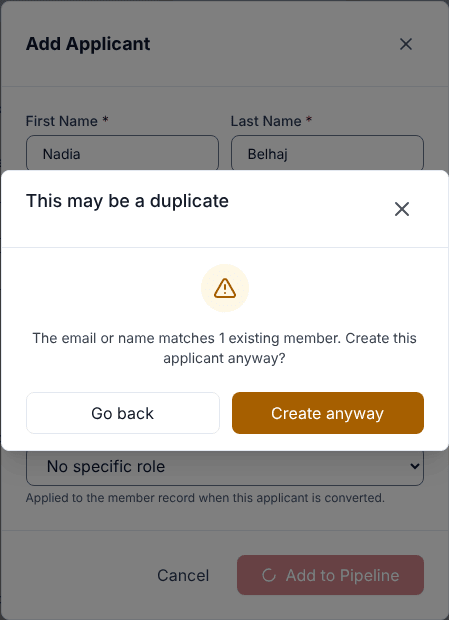 Add Applicant
First Name *
Last Name *
Nadia
Belhaj
This may be a duplicate
The email or name matches 1 existing member. Create this
applicant anyway?
Go back
Create anyway
No specific role
Applied to the member record when this applicant is converted.
Cancel
Add to Pipeline